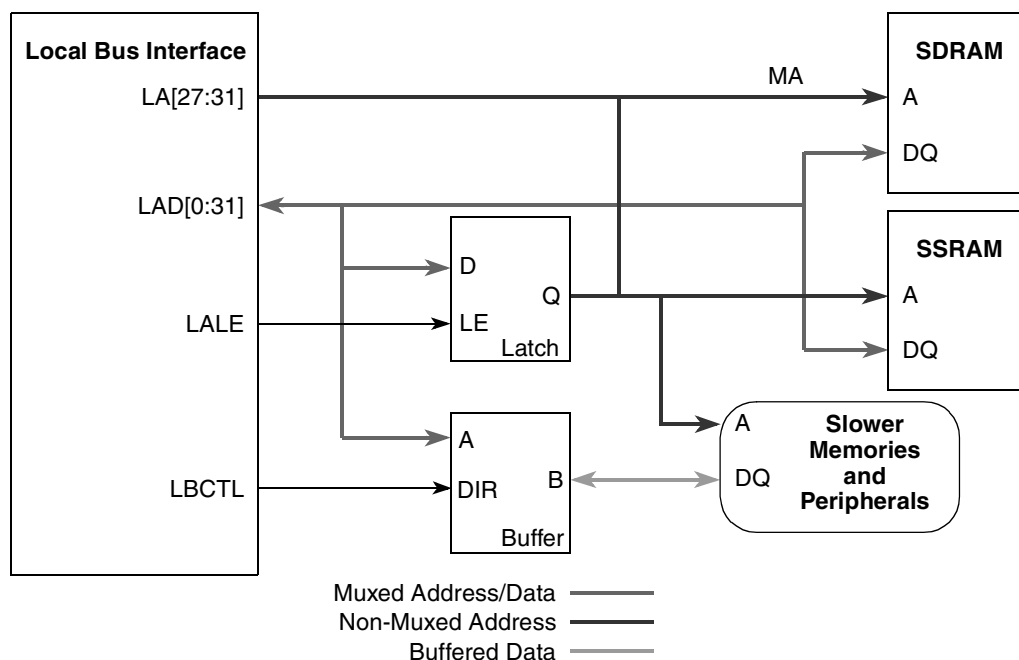 Local Bus Interface
LA[27:31]
LAD[0:31]
LALE
LBCTL
MA
SDRAM
A
DQ
SSRAM
A
DQ
D
Q
LE
Latch
A
B
DIR
Buffer
A
DQ
Slower
Memories
and
Peripherals
Muxed Address/Data
Non-Muxed Address
Buffered Data